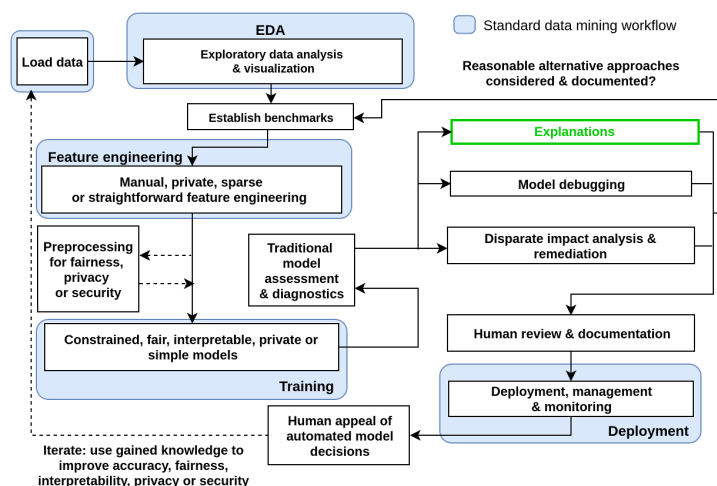 Standard data mining workflow
EDA
Load data
Exploratory data analysis
& visualization
Reasonable alternative approaches
considered & documented?
Establish benchmarks
Explanations
Feature engineering
Manual, private, sparse
or straightforward feature engineering
Model debugging
Preprocessing
for fairness,
privacy
or security
Traditional
model
assessment
& diagnostics
Disparate impact analysis &
remediation
Constrained, fair, interpretable, private or
simple models
Training
Human review & documentation
Deployment, management
& monitoring
Deployment
Human appeal of
automated model
decisions
Iterate: use gained knowledge to
improve accuracy, fairness,
interpretability, privacy or security